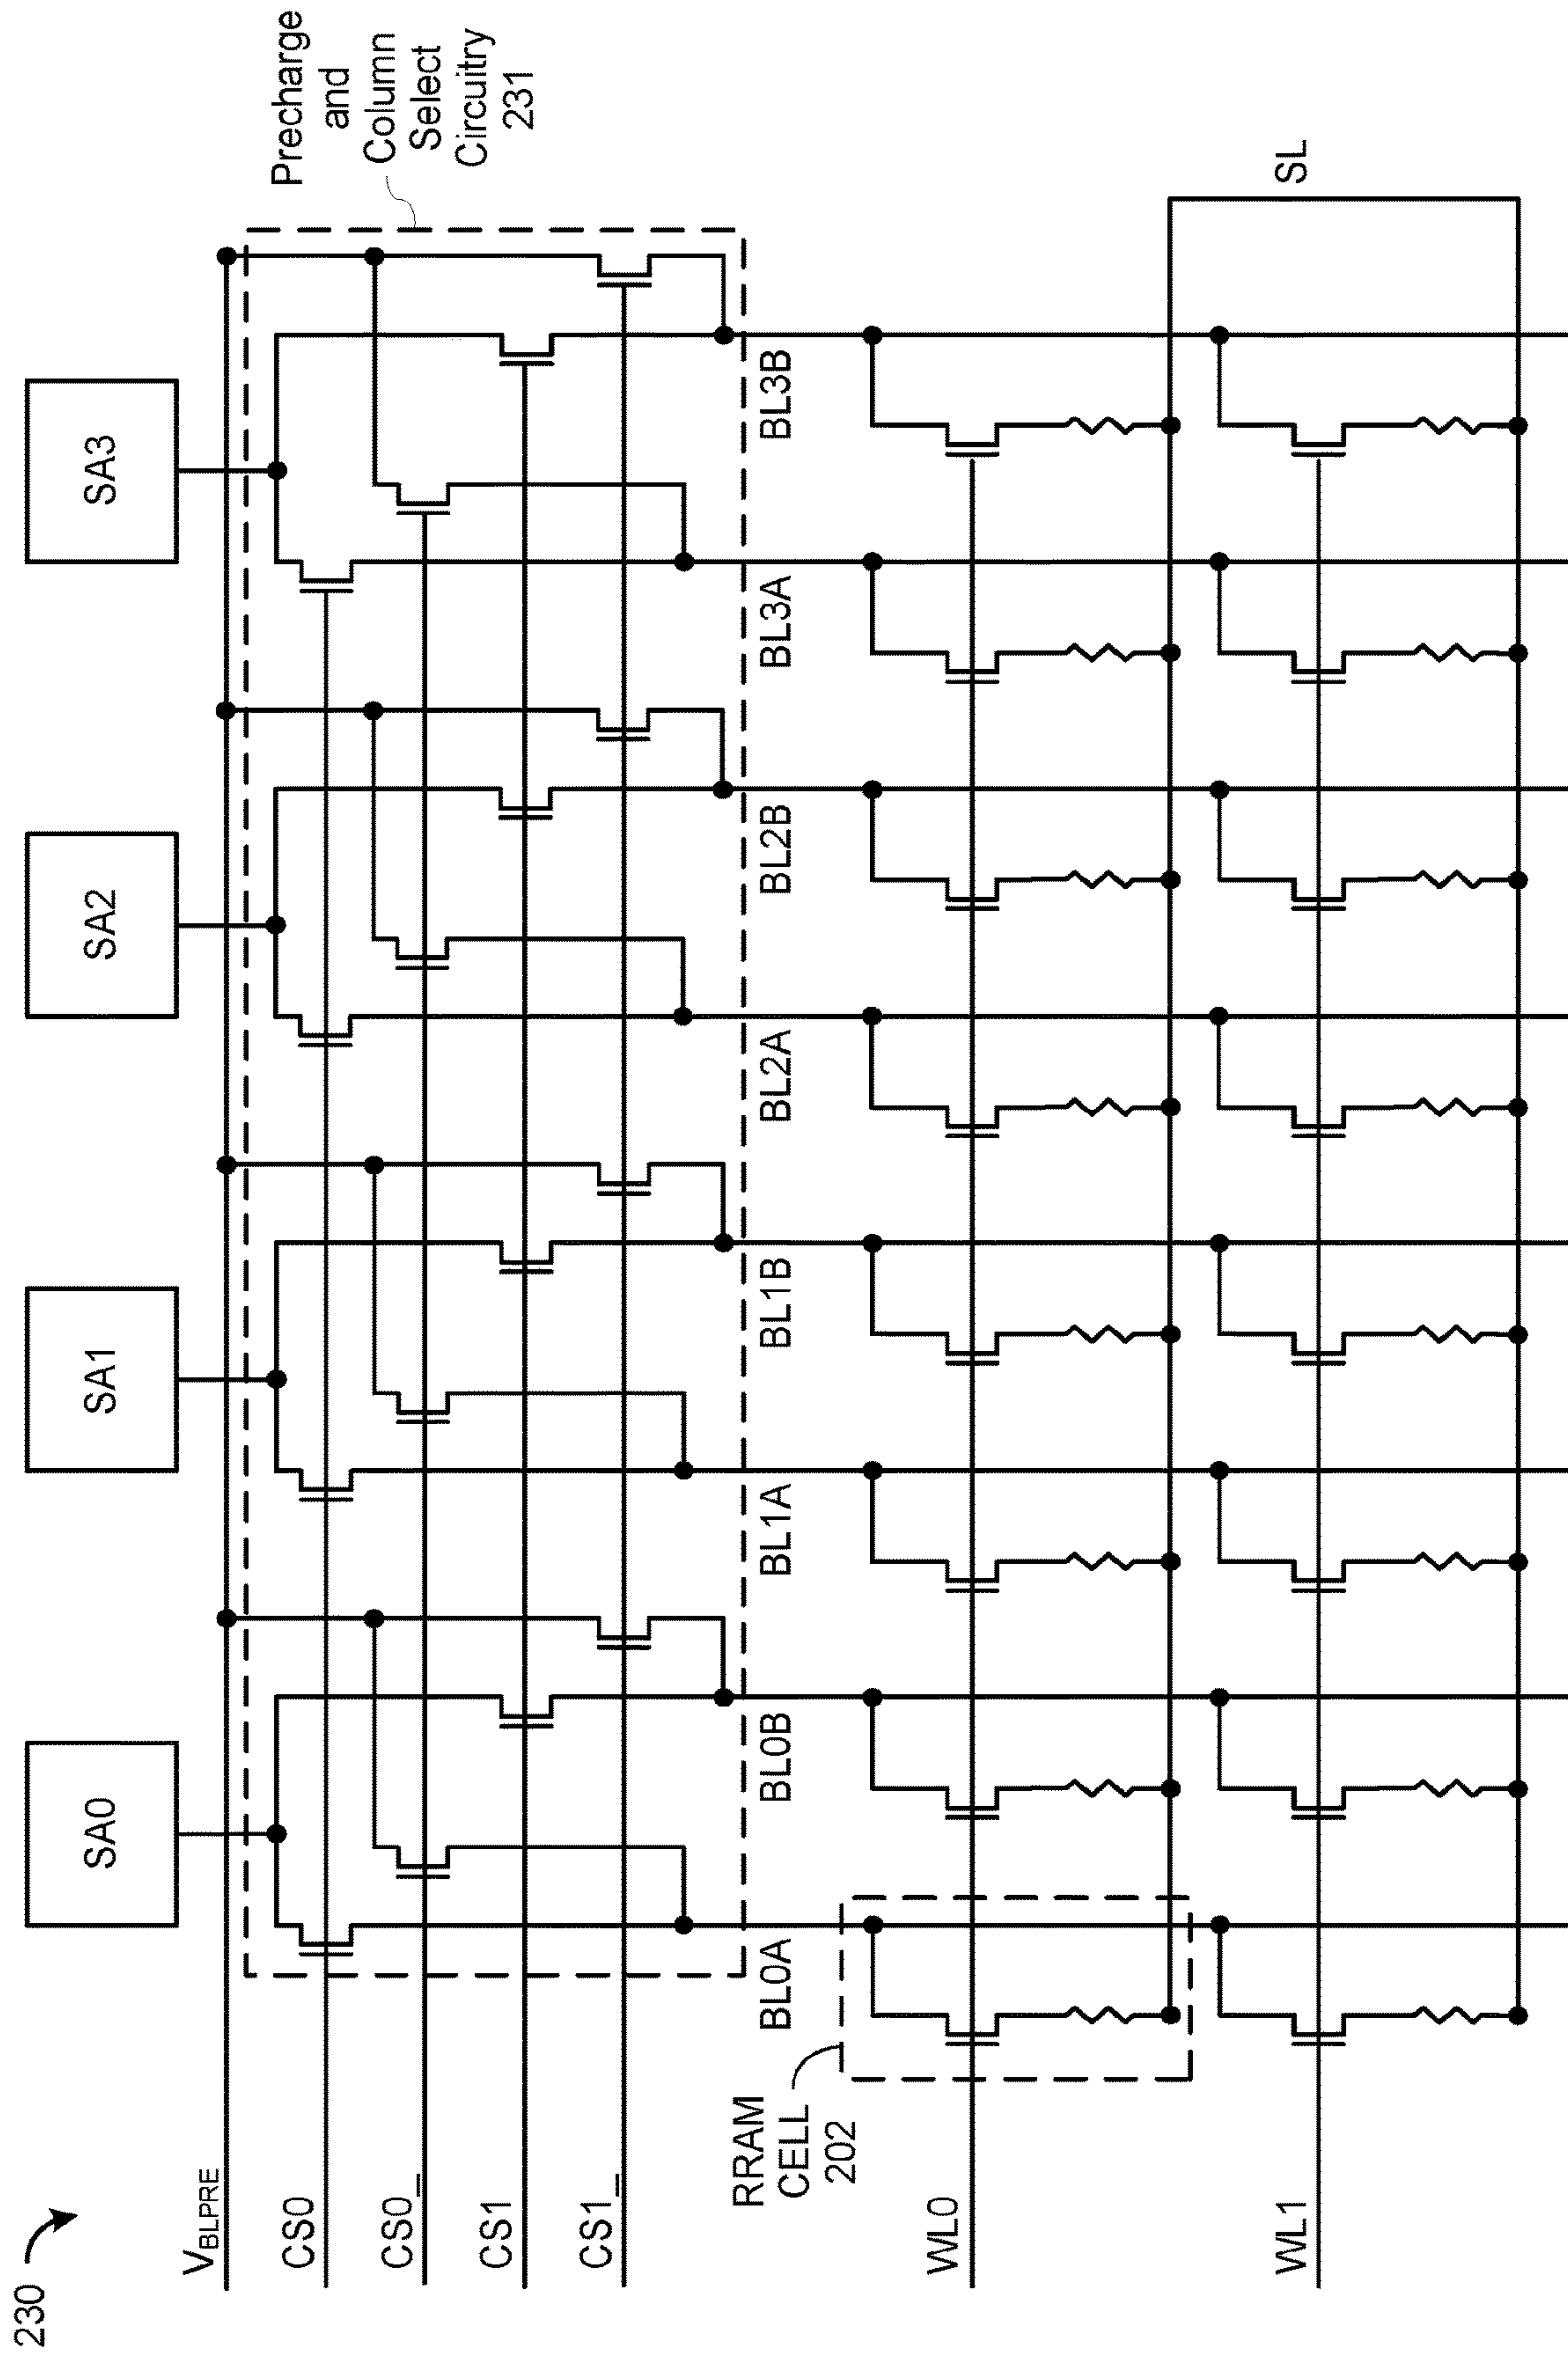 230
SA0
SA1
SA2
SA3
Precharge
and
Column
Select
Circuitry
231
VBLPRE
CS0
CS0_
CS1
CS1_
BL0A
BL0B
BL1A
BL1B
BL2A
BL2B
BL3A
BL3B
RRAM
CELL
202
WL0
WL1
SL